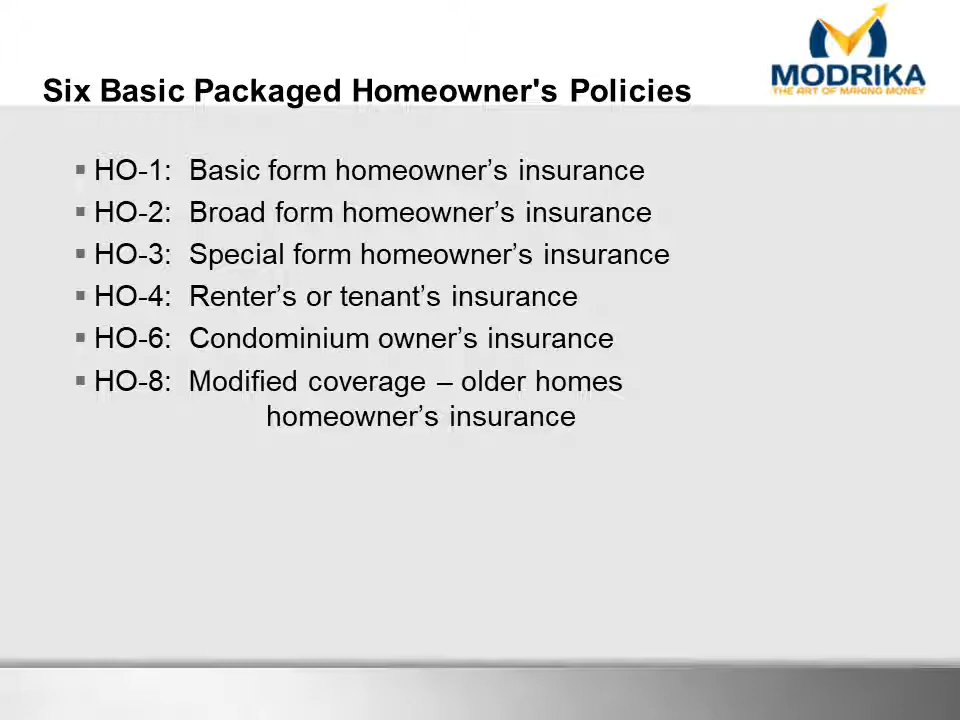 MODRIKA
THE ART OF MAKING MONEY
Six Basic Packaged Homeowner's Policies
▪ HO-1: Basic form homeowner’s insurance
▪ HO-2: Broad form homeowner’s insurance
▪ HO-3: Special form homeowner’s insurance
▪ HO-4: Renter’s or tenant’s insurance
▪ HO-6: Condominium owner’s insurance
▪ HO-8: Modified coverage – older homes
homeowner’s insurance